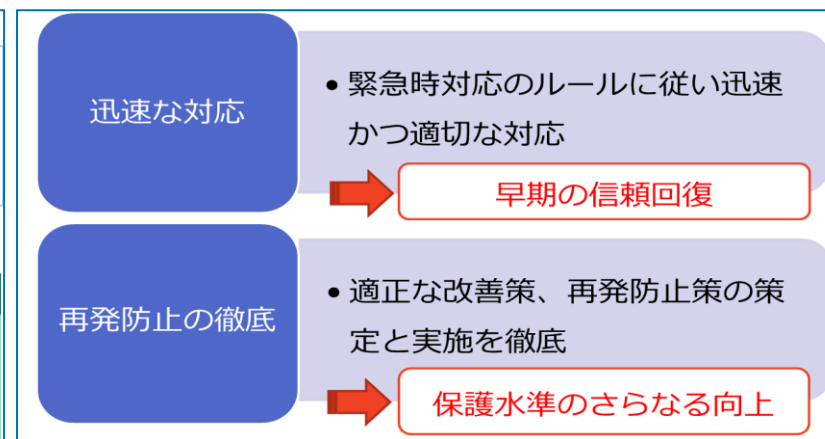 迅速な対応
• 緊急時対応のルールに従い迅速
かつ適切な対応
早期の信頼回復
再発防止の徹底
• 適正な改善策、再発防止策の策
定と実施を徹底
保護水準のさらなる向上